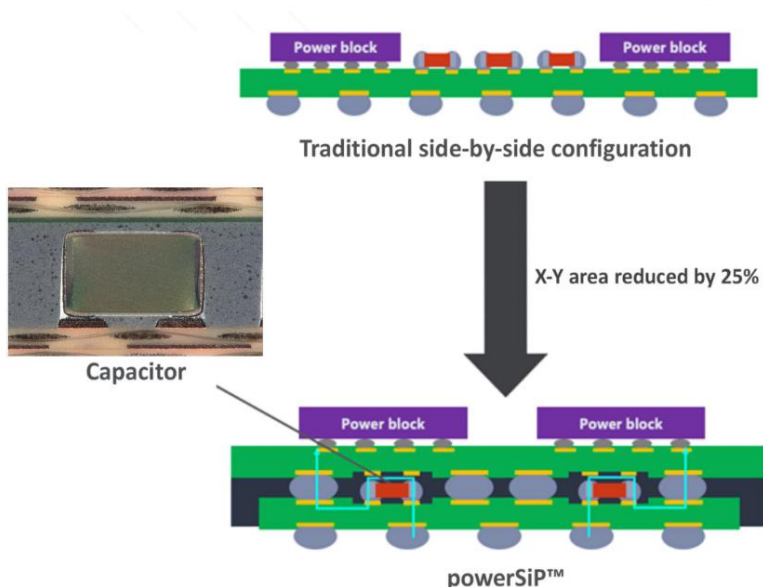 Power block
Power block
Traditional side-by-side configuration
X-Y area reduced by 25%
Capacitor
Power block
Power block
powerSiP™